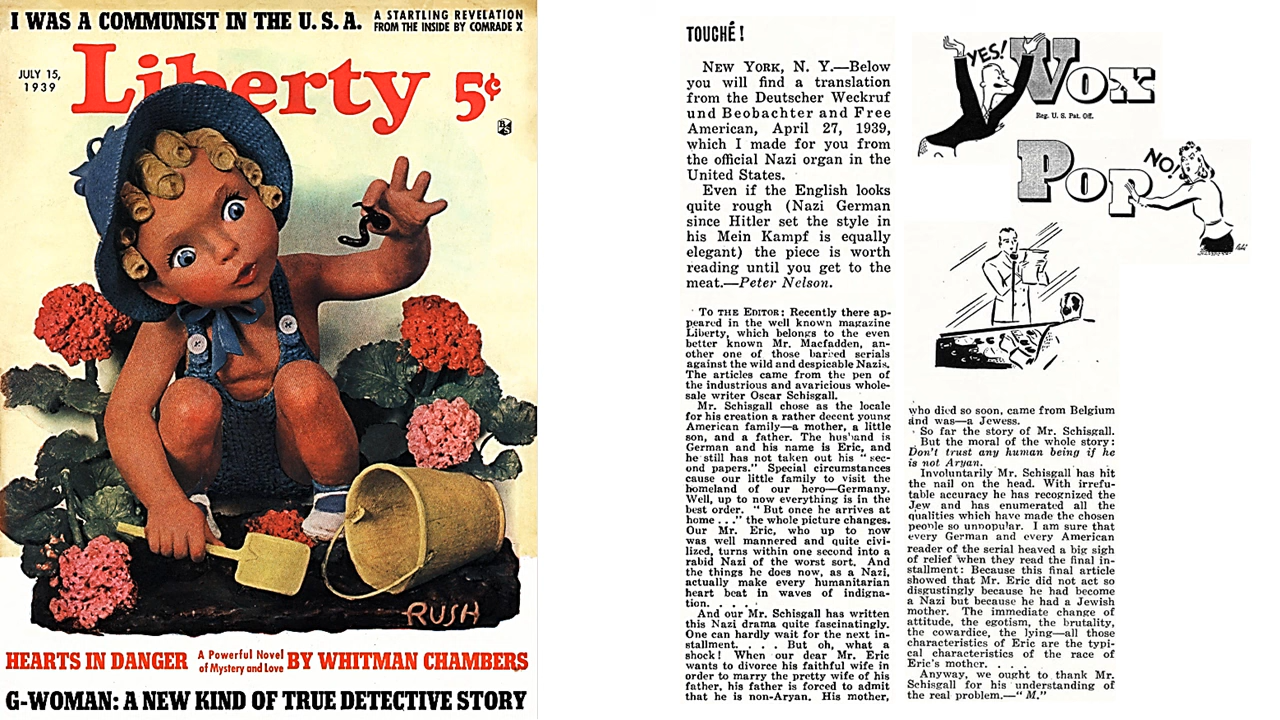 I WAS A COMMUNIST IN THE U. S. A.
A STARTLING REVELATION
FROM THE INSIDE BY COMRADE X
JULY 15,
1939
Liberty 5¢
RUSH
HEARTS IN DANGER A Powerful Novel of Mystery and Love BY WHITMAN CHAMBERS
G-WOMAN: A NEW KIND OF TRUE DETECTIVE STORY
TOUCHÉ!
NEW YORK, N. Y.—Below
you will find a translation
from the Deutscher Weckruf
und Beobachter and Free
American, April 27, 1939,
which I made for you from
the official Nazi organ in the
United States.
Even if the English looks
quite rough (Nazi German
since Hitler set the style in
his Mein Kampf is equally
elegant) the piece is worth
reading until you get to the
meat.—Peter Nelson.
TO THE EDITOR: Recently there ap-
peared in the well known magazine
Liberty, which belongs to the even
better known Mr. Macfadden, an-
other one of those barbed serials
against the wild and despicable Nazis.
The articles came from the pen of
the industrious and avaricious whole-
sale writer Oscar Schisgall.
Mr. Schisgall chose as the locale
for his creation a rather decent young
American family—a mother, a little
son, and a father. The husband is
German and his name is Eric, and
he still has not taken out his “sec-
ond papers.” Special circumstances
cause our little family to visit the
homeland of our hero—Germany.
Well, up to now everything is in the
best order. “But once he arrives at
home . . .” the whole picture changes.
Our Mr. Eric, who up to now
was well mannered and quite civi-
lized, turns within one second into a
rabid Nazi of the worst sort. And
the things he does now, as a Nazi,
actually make every humanitarian
heart beat in waves of indigna-
tion. . . . .
And our Mr. Schisgall has written
this Nazi drama quite fascinatingly.
One can hardly wait for the next in-
stallment. . . . But oh, what a
shock! When our dear Mr. Eric
wants to divorce his faithful wife in
order to marry the pretty wife of his
father, his father is forced to admit
that he is non-Aryan. His mother,
YES!
VOX
Reg. U. S. Pat. Off.
POP
NO!
who died so soon, came from Belgium
and was—a Jewess.
So far the story of Mr. Schisgall.
But the moral of the whole story:
Don't trust any human being if he
is not Aryan.
Involuntarily Mr. Schisgall has hit
the nail on the head. With irrefu-
table accuracy he has recognized the
Jew and has enumerated all the
qualities which have made the chosen
people so unpopular. I am sure that
every German and every American
reader of the serial heaved a big sigh
of relief when they read the final in-
stallment: Because this final article
showed that Mr. Eric did not act so
disgustingly because he had become
a Nazi but because he had a Jewish
mother. The immediate change of
attitude, the egotism, the brutality,
the cowardice, the lying—all those
characteristics of Eric are the typi-
cal characteristics of the race of
Eric's mother. . . . .
Anyway, we ought to thank Mr.
Schisgall for his understanding of
the real problem.—“M.”